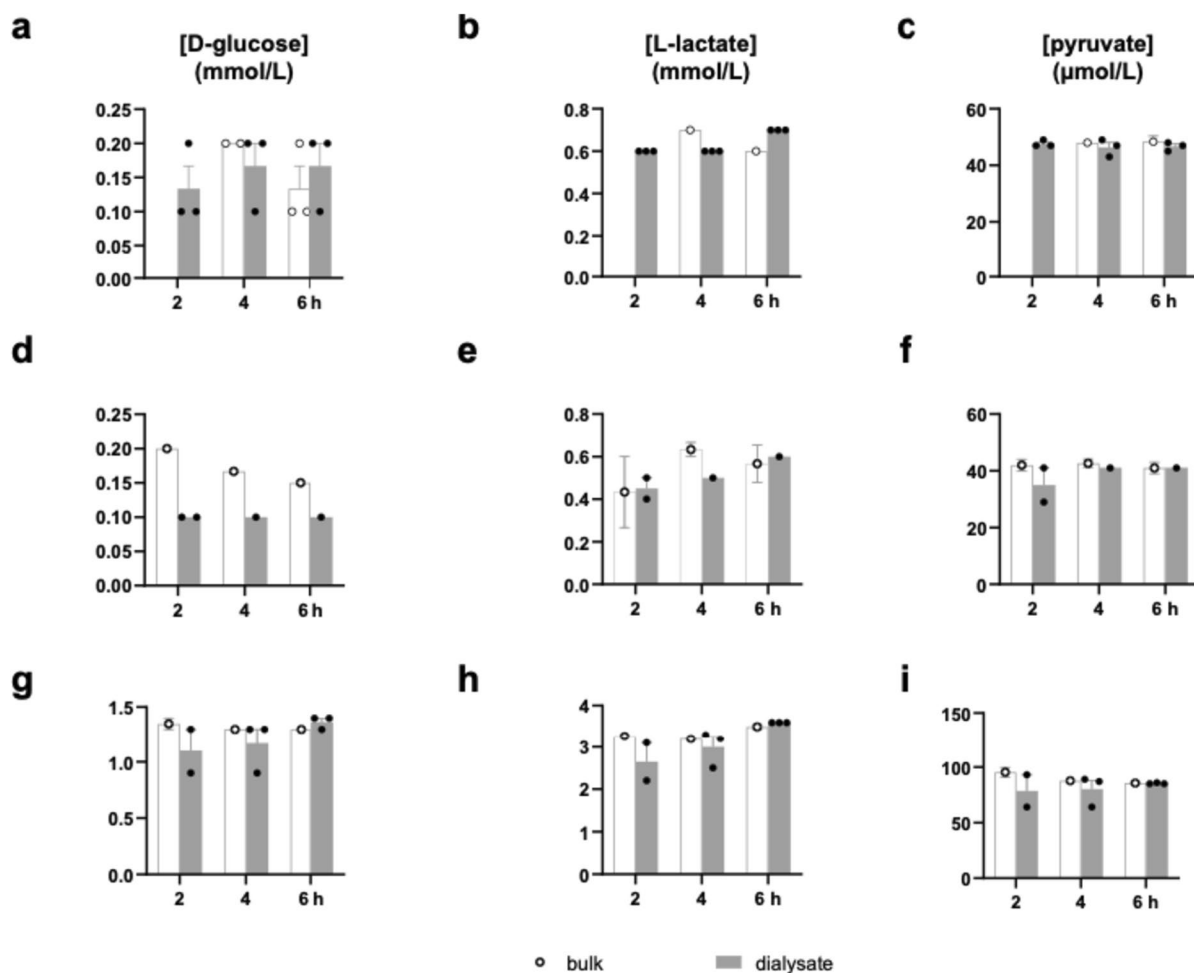 a
[D-glucose]
(mmol/L)
0.25
0.20
0.15
0.10
0.05
0.00
2 4 6 h
b
[L-lactate]
(mmol/L)
0.8
0.6
0.4
0.2
0.0
2 4 6 h
c
[pyruvate]
(µmol/L)
60
40
20
0
2 4 6 h
d
0.25
0.20
0.15
0.10
0.05
0.00
2 4 6 h
e
0.8
0.6
0.4
0.2
0.0
2 4 6 h
f
60
40
20
0
2 4 6 h
g
1.5
1.0
1.5
0.0
2 4 6 h
h
4
3
2
1
0
2 4 6 h
i
150
100
50
0
2 4 6 h
bulk dialysate